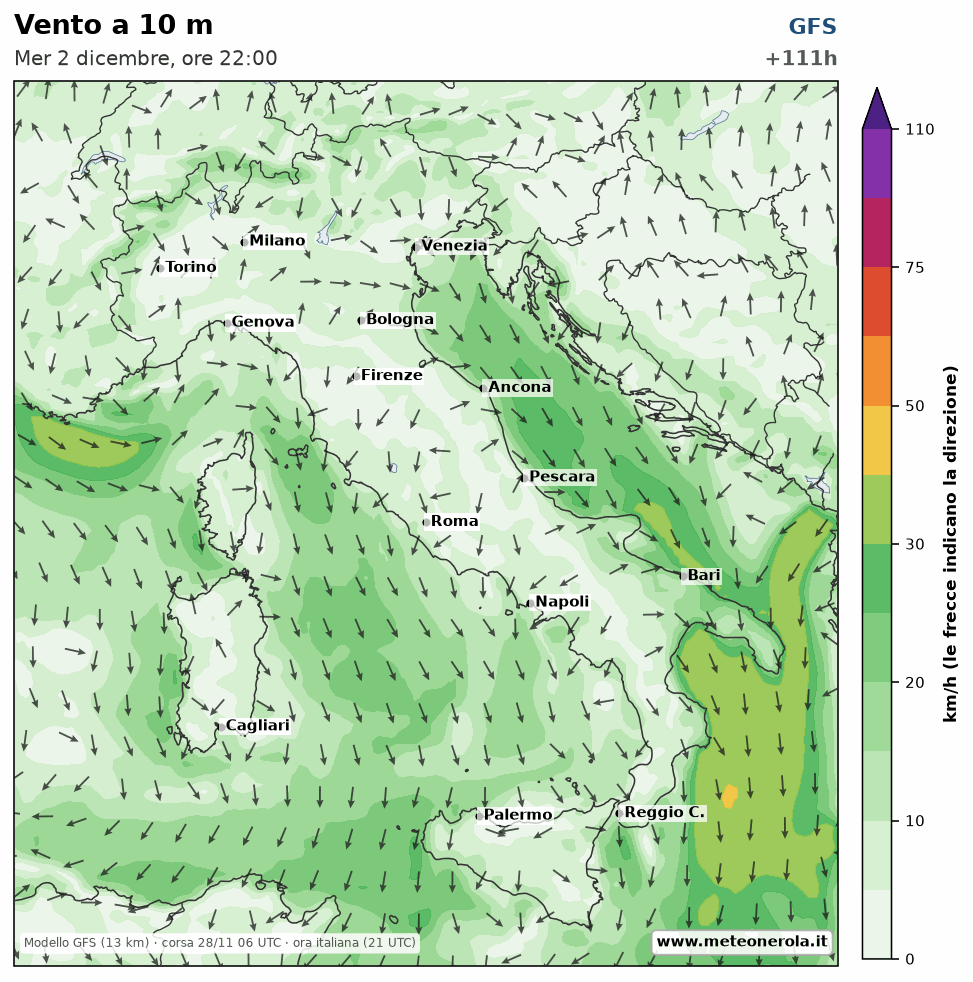 Vento a 10 m
GFS
Mer 2 dicembre, ore 22:00
+111h
Milano
Venezia
Torino
Genova
Bologna
Firenze
Ancona
Pescara
Roma
Bari
Napoli
Cagliari
Palermo
Reggio C.
Modello GFS (13 km) · corsa 28/11 06 UTC · ora italiana (21 UTC)
www.meteonerola.it
110
75
50
30
20
10
0
km/h (le frecce indicano la direzione)